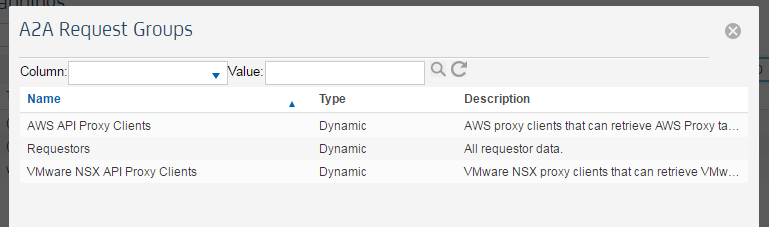 A2A Request Groups
Column: Value:
Name Type Description
AWS API Proxy Clients Dynamic AWS proxy clients that can retrieve AWS Proxy ta...
Requestors Dynamic All requestor data.
VMware NSX API Proxy Clients Dynamic VMware NSX proxy clients that can retrieve VMw...